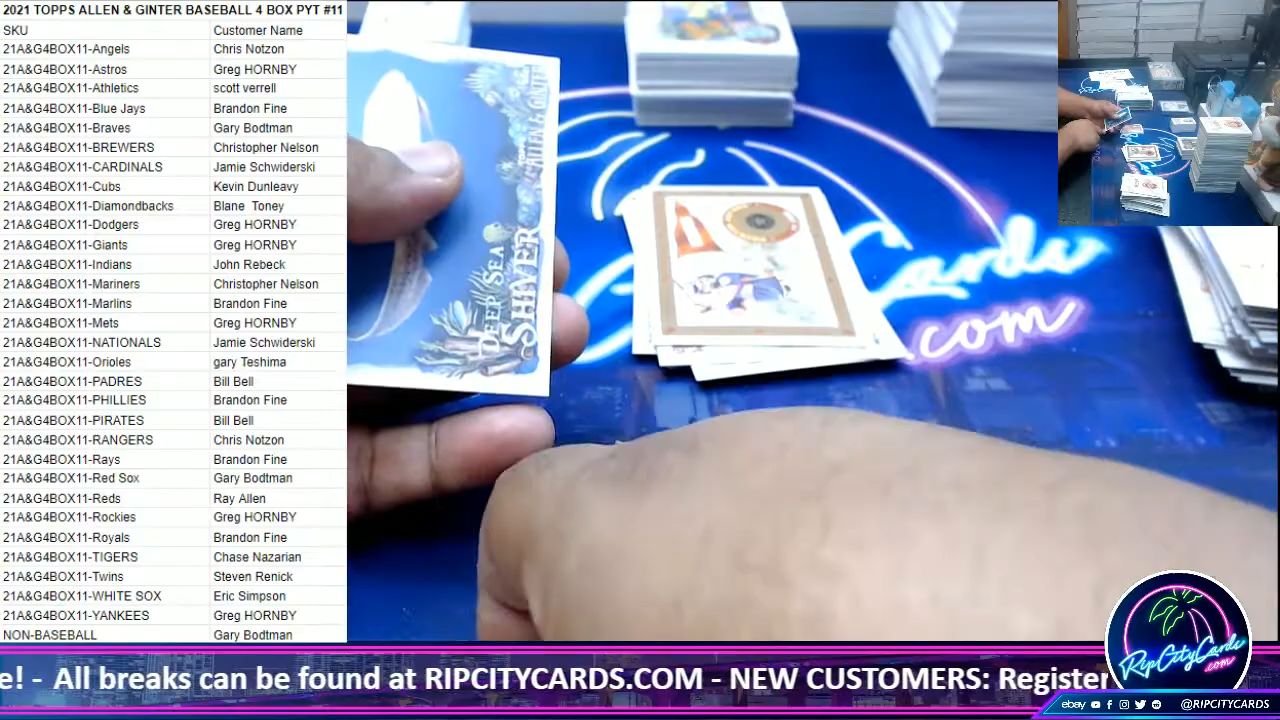 2021 TOPPS ALLEN & GINTER BASEBALL 4 BOX PYT #11
SKU Customer Name
21A&G4BOX11-Angels Chris Notzon
21A&G4BOX11-Astros Greg HORNBY
21A&G4BOX11-Athletics scott verrell
21A&G4BOX11-Blue Jays Brandon Fine
21A&G4BOX11-Braves Gary Bodtman
21A&G4BOX11-BREWERS Christopher Nelson
21A&G4BOX11-CARDINALS Jamie Schwiderski
21A&G4BOX11-Cubs Kevin Dunleavy
21A&G4BOX11-Diamondbacks Blane Toney
21A&G4BOX11-Dodgers Greg HORNBY
21A&G4BOX11-Giants Greg HORNBY
21A&G4BOX11-Indians John Rebeck
21A&G4BOX11-Mariners Christopher Nelson
21A&G4BOX11-Marlins Brandon Fine
21A&G4BOX11-Mets Greg HORNBY
21A&G4BOX11-NATIONALS Jamie Schwiderski
21A&G4BOX11-Orioles gary Teshima
21A&G4BOX11-PADRES Bill Bell
21A&G4BOX11-PHILLIES Brandon Fine
21A&G4BOX11-PIRATES Bill Bell
21A&G4BOX11-RANGERS Chris Notzon
21A&G4BOX11-Rays Brandon Fine
21A&G4BOX11-Red Sox Gary Bodtman
21A&G4BOX11-Reds Ray Allen
21A&G4BOX11-Rockies Greg HORNBY
21A&G4BOX11-Royals Brandon Fine
21A&G4BOX11-TIGERS Chase Nazarian
21A&G4BOX11-Twins Steven Renick
21A&G4BOX11-WHITE SOX Eric Simpson
21A&G4BOX11-YANKEES Greg HORNBY
NON-BASEBALL Gary Bodtman
TOPPS
ALLEN & GINTER
DEEP SEA
SHIVER
Cards
.com
RipCityCards
.com
e - All breaks can be found at RIPCITYCARDS.COM - NEW CUSTOMERS: Register
ebay @RIPCITYCARDS